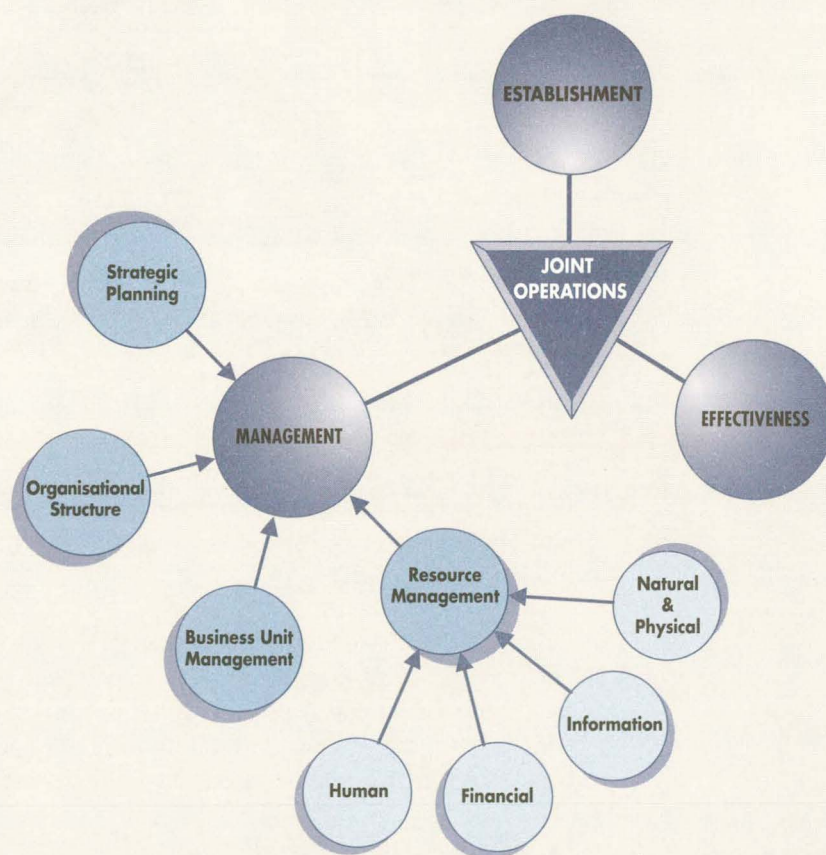 ESTABLISHMENT
JOINT
OPERATIONS
Strategic
Planning
MANAGEMENT
EFFECTIVENESS
Organisational
Structure
Resource
Management
Natural
&
Physical
Business Unit
Management
Information
Human
Financial